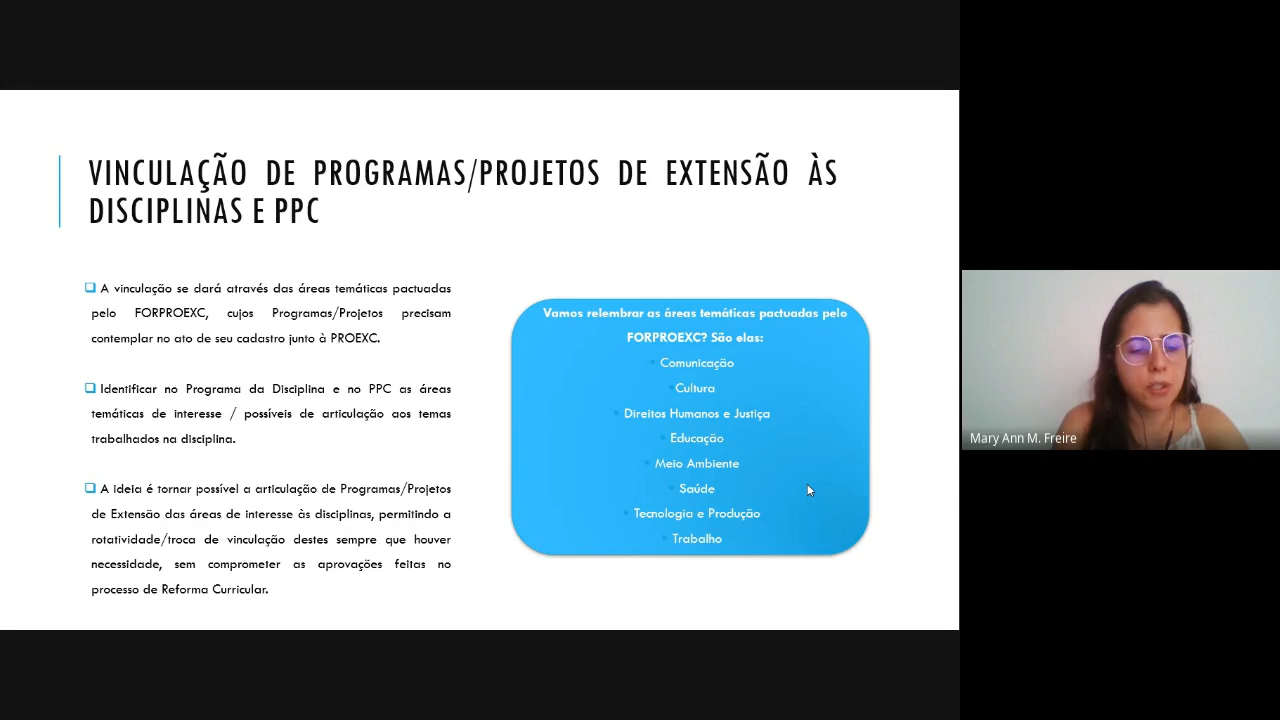 VINCULAÇÃO DE PROGRAMAS/PROJETOS DE EXTENSÃO ÀS
DISCIPLINAS E PPC
A vinculação se dará através das áreas temáticas pactuadas
pelo FORPROEXC, cujos Programas/Projetos precisam
contemplar no ato de seu cadastro junto à PROEXC.
Identificar no Programa da Disciplina e no PPC as áreas
temáticas de interesse / possíveis de articulação aos temas
trabalhados na disciplina.
A ideia é tornar possível a articulação de Programas/Projetos
de Extensão das áreas de interesse às disciplinas, permitindo a
rotatividade/troca de vinculação destes sempre que houver
necessidade, sem comprometer as aprovações feitas no
processo de Reforma Curricular.
Vamos relembrar as áreas temáticas pactuadas pelo
FORPROEXC? São elas:
Comunicação
Cultura
Direitos Humanos e Justiça
Educação
Meio Ambiente
Saúde
Tecnologia e Produção
Trabalho
Mary Ann M. Freire